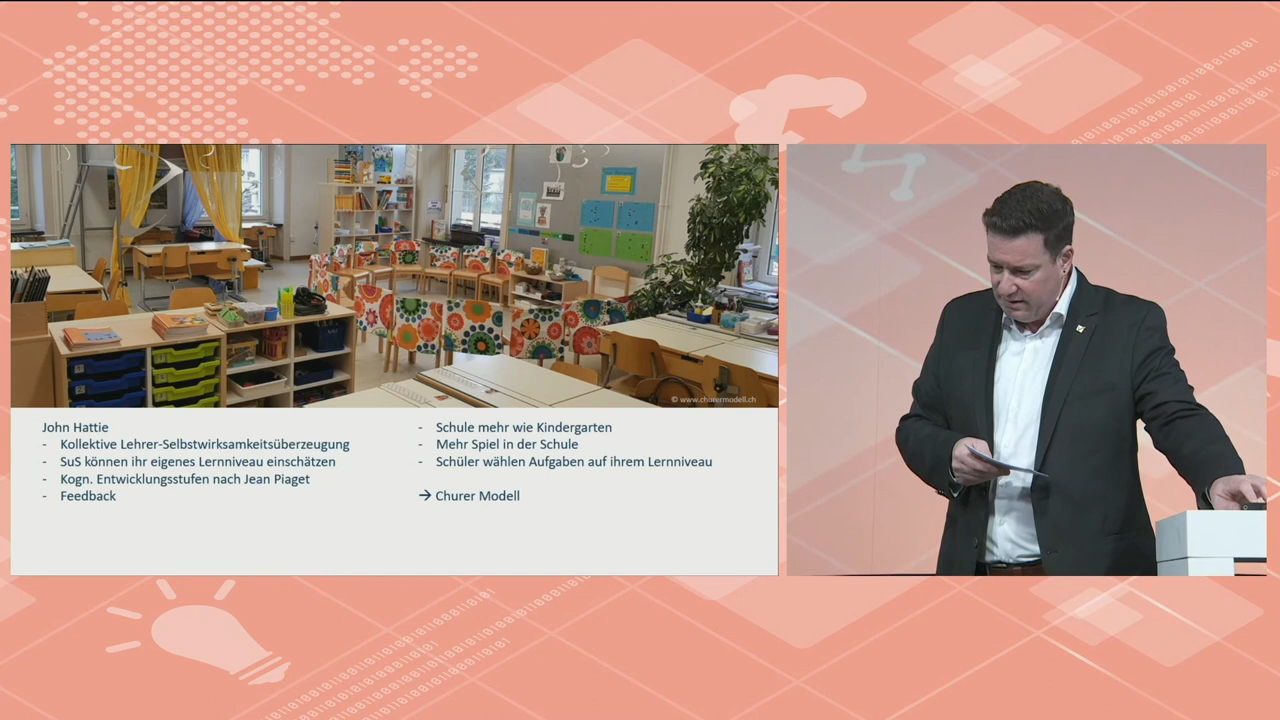 © www.churermodell.ch
John Hattie
- Kollektive Lehrer-Selbstwirksamkeitsüberzeugung
- SuS können ihr eigenes Lernniveau einschätzen
- Kogn. Entwicklungsstufen nach Jean Piaget
- Feedback
- Schule mehr wie Kindergarten
- Mehr Spiel in der Schule
- Schüler wählen Aufgaben auf ihrem Lernniveau
→ Churer Modell